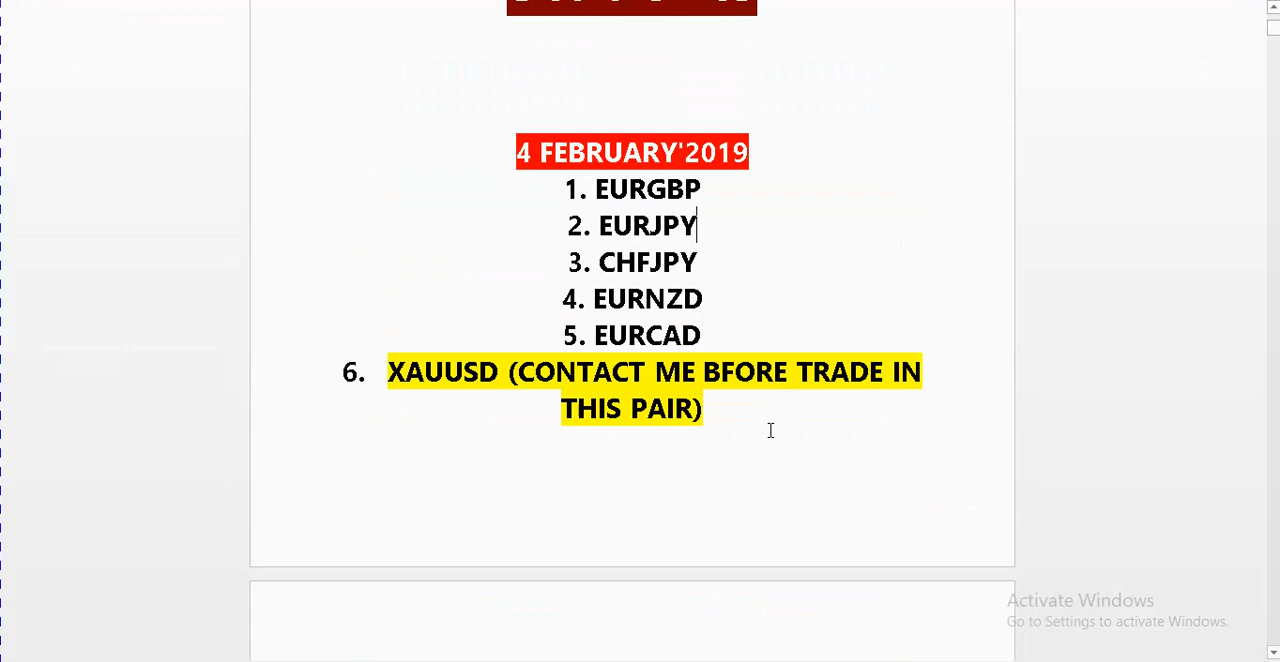 4 FEBRUARY'2019
1. EURGBP
2. EURJPY
3. CHFJPY
4. EURNZD
5. EURCAD
6. XAUUSD (CONTACT ME BFORE TRADE IN
THIS PAIR)
Activate Windows
Go to Settings to activate Windows.